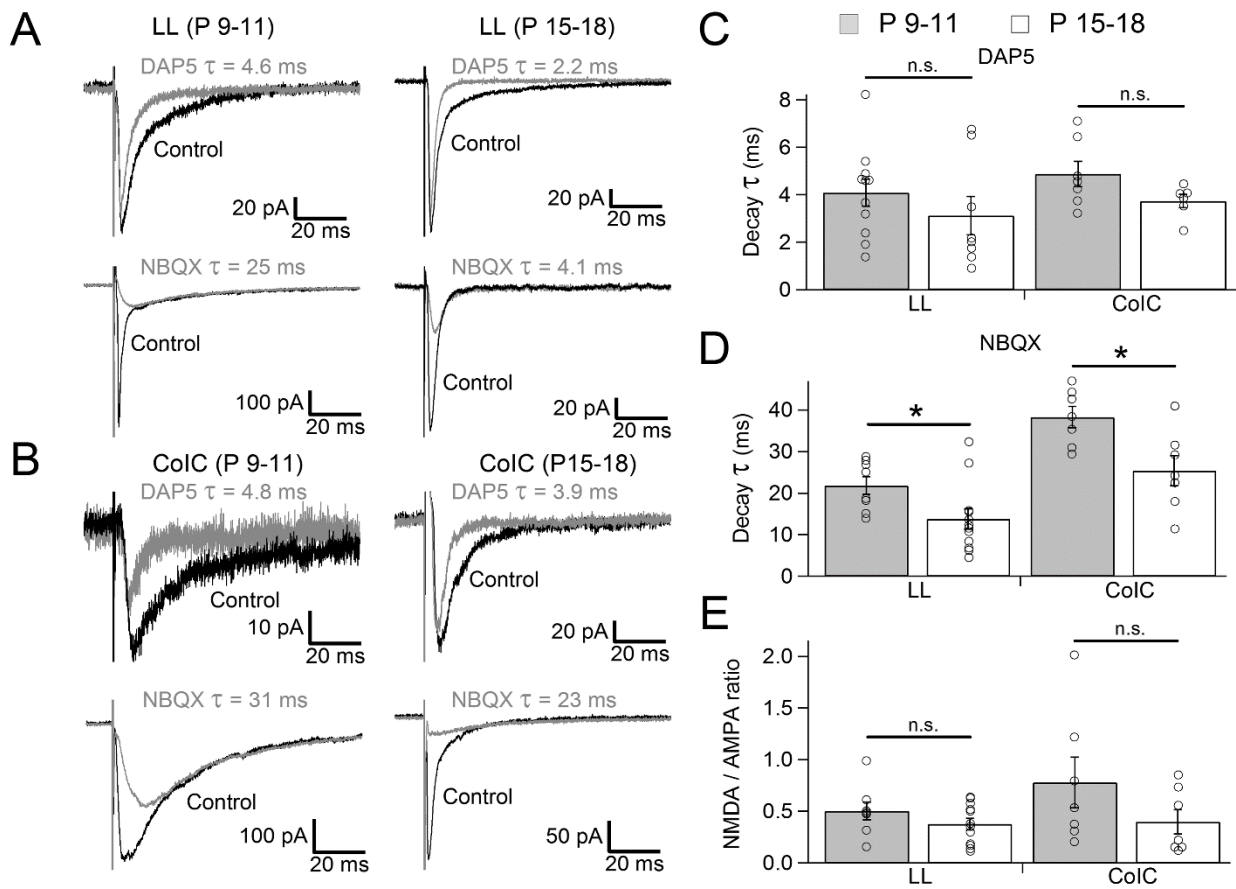 A
LL (P 9-11)
DAP5 τ = 4.6 ms
Control
20 pA
20 ms
LL (P 15-18)
DAP5 τ = 2.2 ms
Control
20 pA
20 ms
NBQX τ = 25 ms
Control
100 pA
20 ms
NBQX τ = 4.1 ms
Control
20 pA
20 ms
B
CoIC (P 9-11)
DAP5 τ = 4.8 ms
Control
10 pA
20 ms
CoIC (P15-18)
DAP5 τ = 3.9 ms
Control
20 pA
20 ms
NBQX τ = 31 ms
Control
100 pA
20 ms
NBQX τ = 23 ms
Control
50 pA
20 ms
C
P 9-11
P 15-18
DAP5
n.s.
n.s.
Decay τ (ms)
8
6
4
2
0
LL
CoIC
D
NBQX
*
*
Decay τ (ms)
40
30
20
10
0
LL
CoIC
E
n.s.
n.s.
NMDA / AMPA ratio
2.0
1.5
1.0
0.5
0.0
LL
CoIC